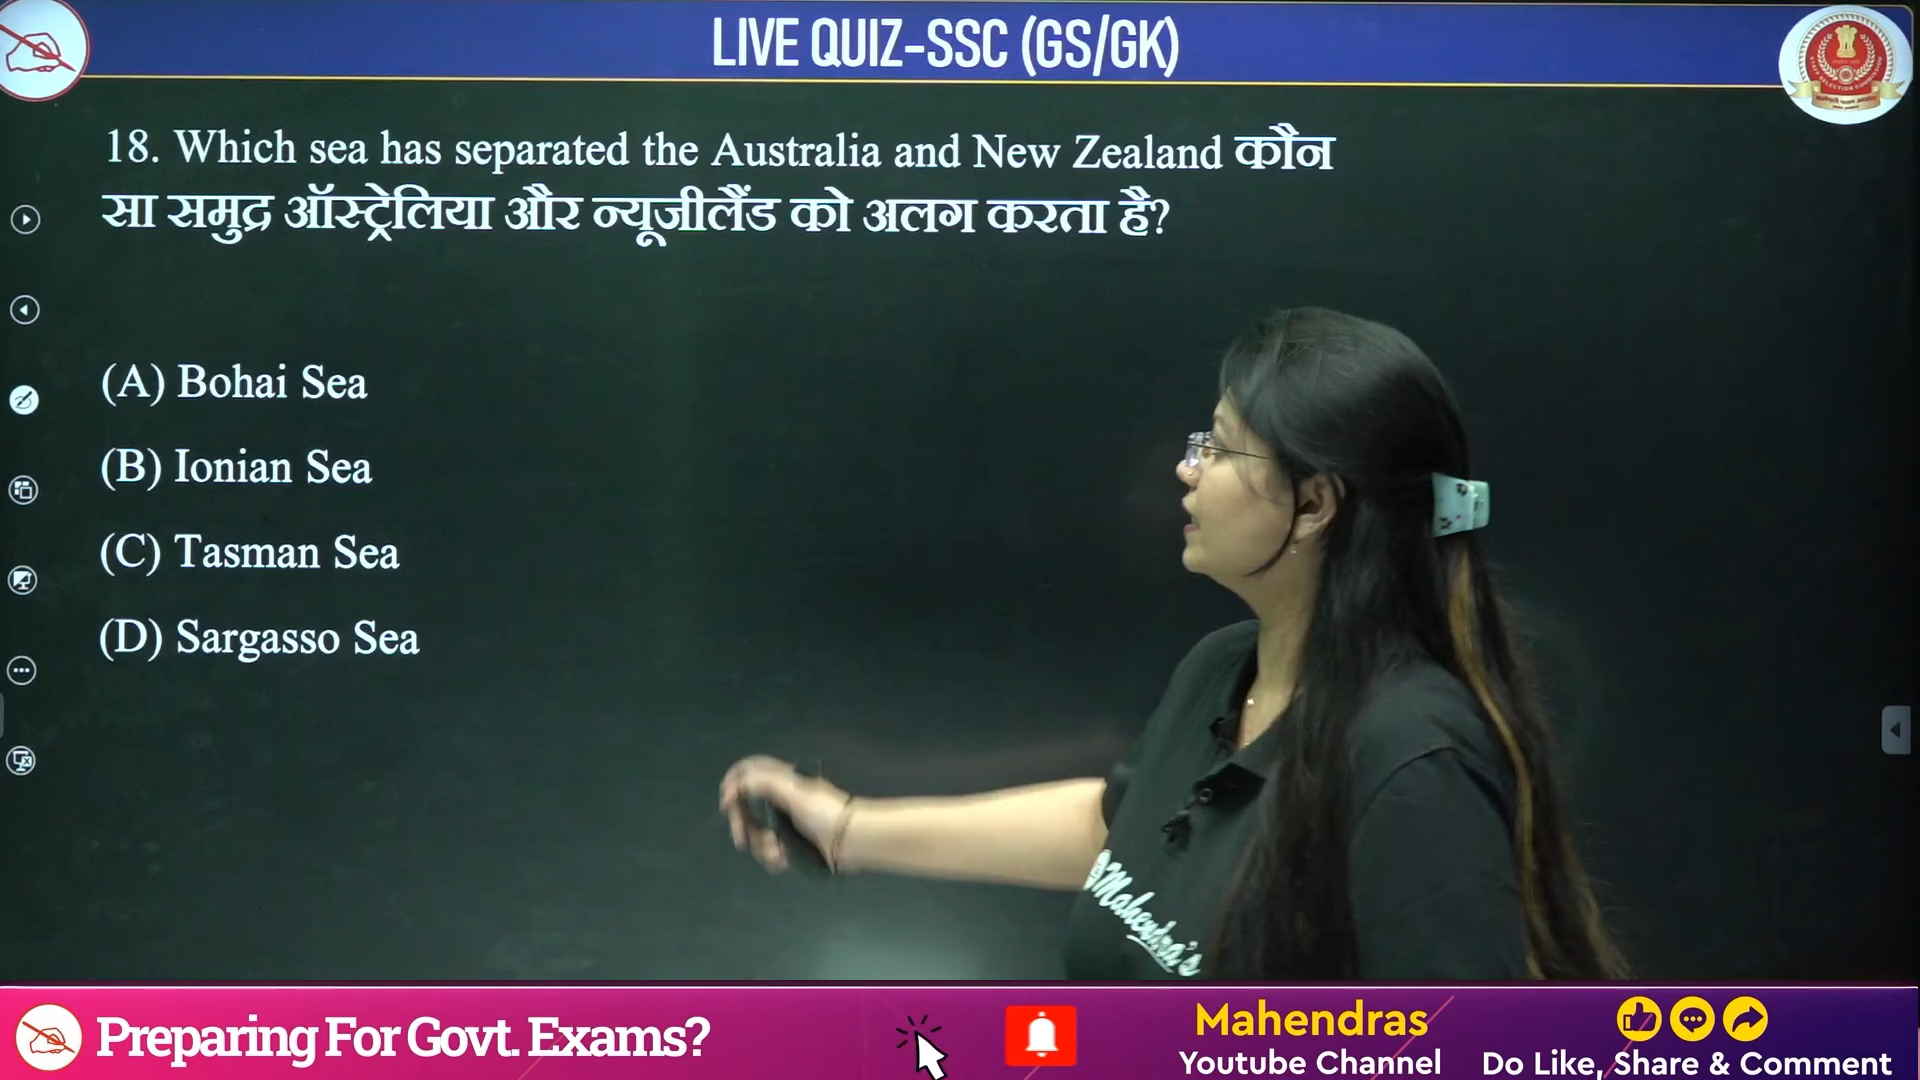 LIVE QUIZ-SSC (GS/GK)
18. Which sea has separated the Australia and New Zealand कौन
सा समुद्र ऑस्ट्रेलिया और न्यूजीलैंड को अलग करता है?
(A) Bohai Sea
(B) Ionian Sea
(C) Tasman Sea
(D) Sargasso Sea
@Mahendra's
Preparing For Govt. Exams?
Mahendras
Youtube Channel
Do Like, Share & Comment